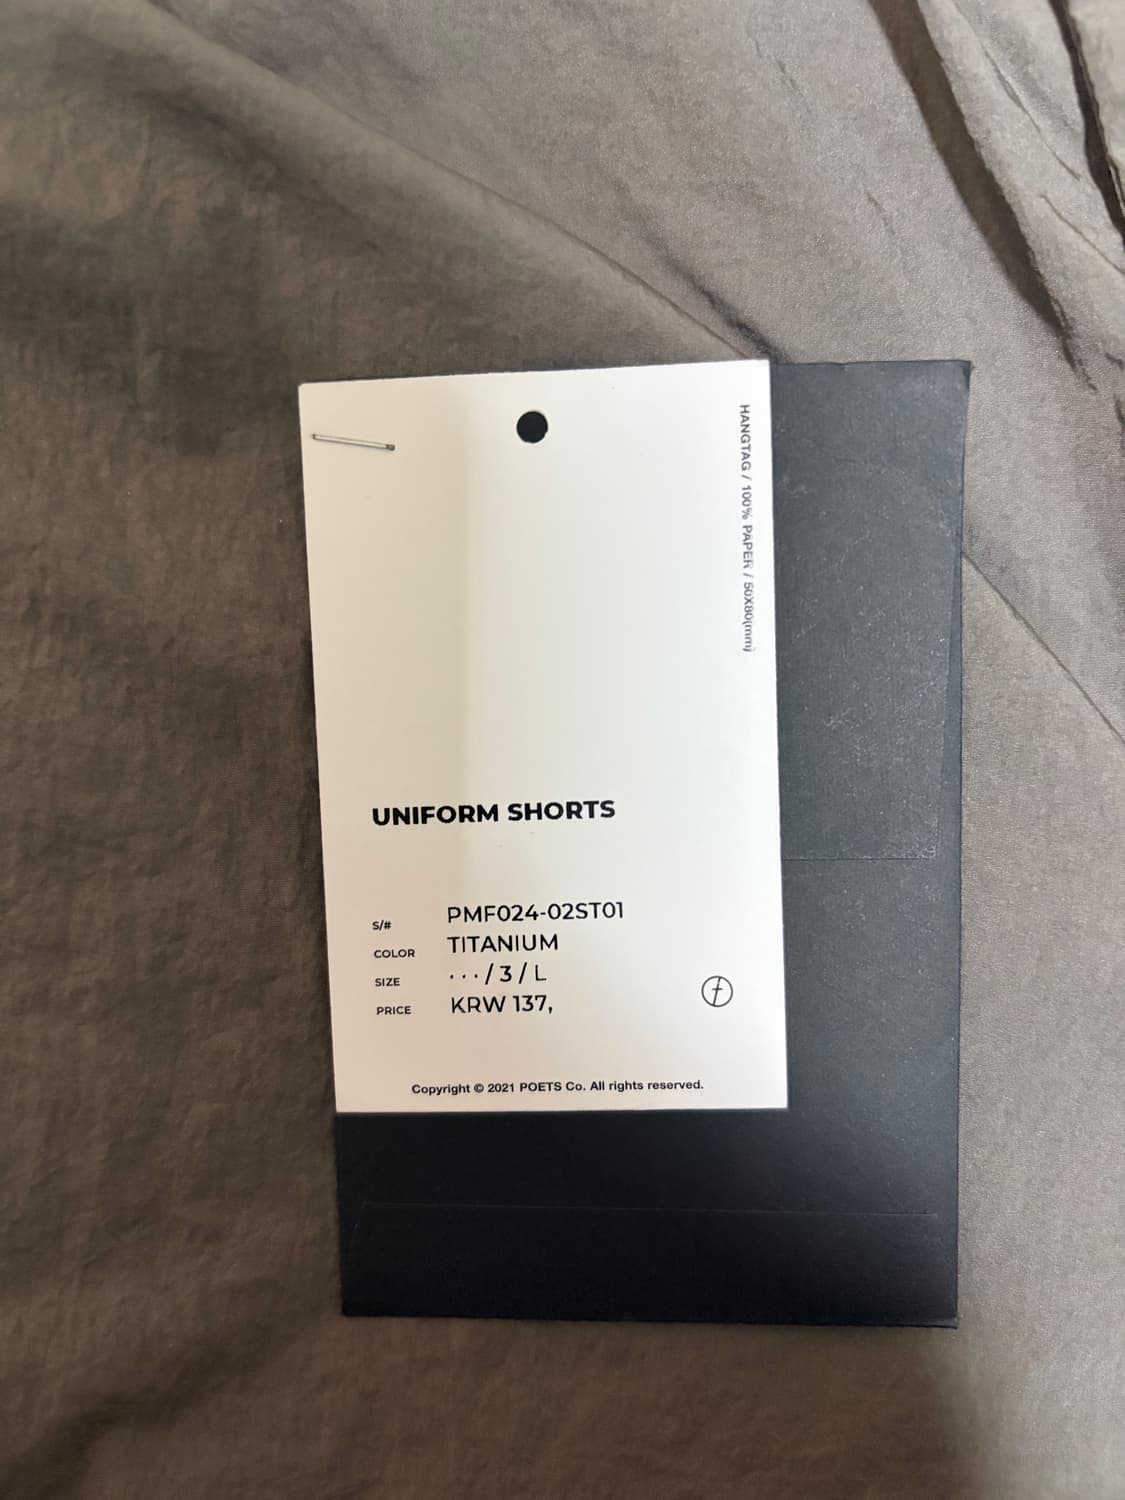 HANGTAG / 100% PAPER / 50X80(mm)
UNIFORM SHORTS
S/# PMF024-02ST01
COLOR TITANIUM
SIZE ···/ 3 / L
PRICE KRW 137,
Copyright © 2021 POETS Co. All rights reserved.